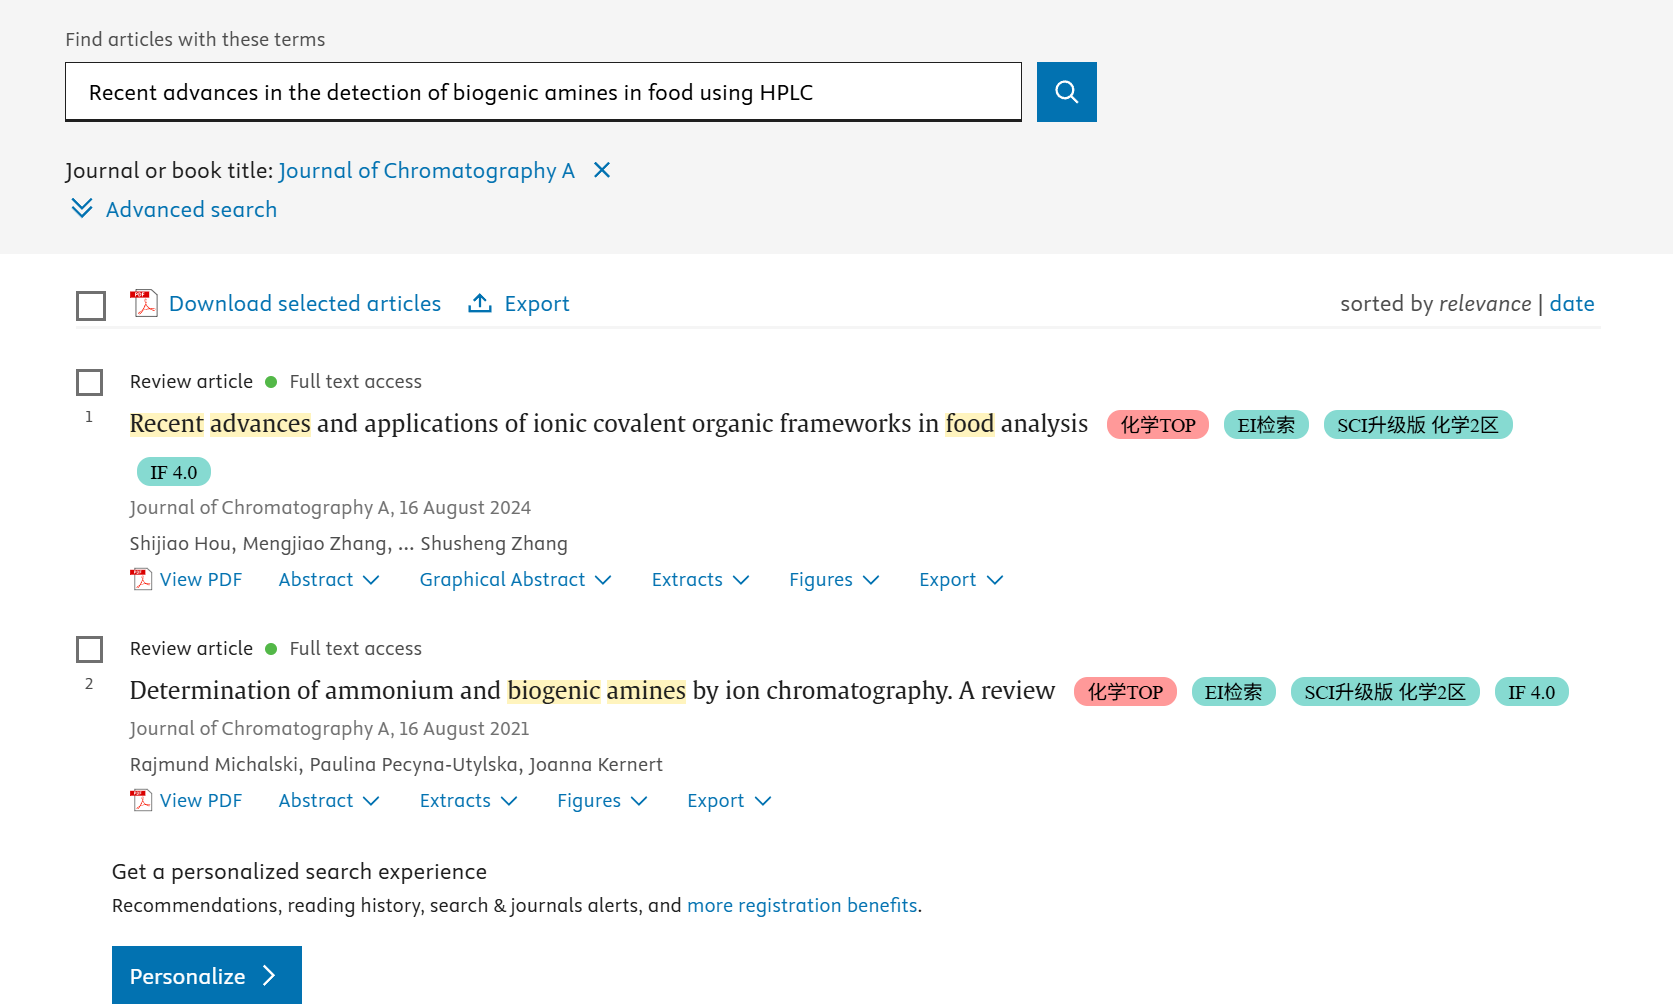 Find articles with these terms
Recent advances in the detection of biogenic amines in food using HPLC
Journal or book title: Journal of Chromatography A
Advanced search
Download selected articles Export sorted by relevance | date
Review article Full text access
1 Recent advances and applications of ionic covalent organic frameworks in food analysis 化学TOP EI检索 SCI升级版 化学2区
IF 4.0
Journal of Chromatography A, 16 August 2024
Shijiao Hou, Mengjiao Zhang, ... Shusheng Zhang
View PDF Abstract Graphical Abstract Extracts Figures Export
Review article Full text access
2 Determination of ammonium and biogenic amines by ion chromatography. A review 化学TOP EI检索 SCI升级版 化学2区 IF 4.0
Journal of Chromatography A, 16 August 2021
Rajmund Michalski, Paulina Pecyna-Utylska, Joanna Kernert
View PDF Abstract Extracts Figures Export
Get a personalized search experience
Recommendations, reading history, search & journals alerts, and more registration benefits.
Personalize